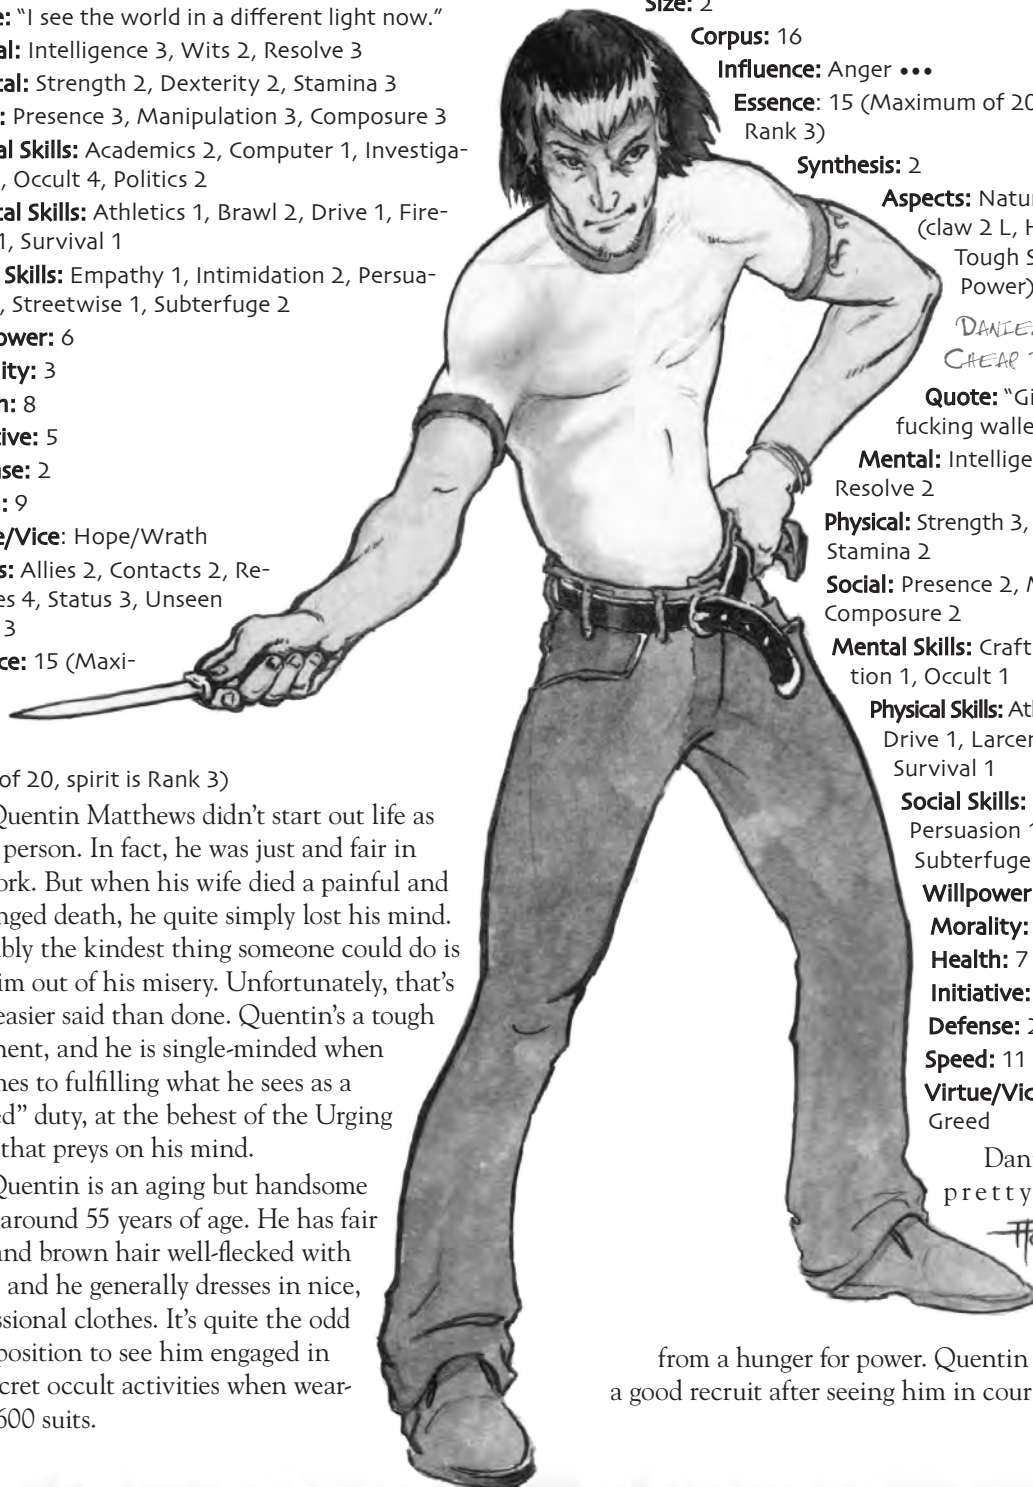 e: “I see the world in a different light now.”
al: Intelligence 3, Wits 2, Resolve 3
tal: Strength 2, Dexterity 2, Stamina 3
: Presence 3, Manipulation 3, Composure 3
al Skills: Academics 2, Computer 1, Investiga-
, Occult 4, Politics 2
cal Skills: Athletics 1, Brawl 2, Drive 1, Fire-
1, Survival 1
Skills: Empathy 1, Intimidation 2, Persua-
, Streetwise 1, Subterfuge 2
ower: 6
ity: 3
h: 8
tive: 5
nse: 2
: 9
e/Vice: Hope/Wrath
s: Allies 2, Contacts 2, Re-
es 4, Status 3, Unseen
3
ce: 15 (Maxi-
of 20, spirit is Rank 3)
Quentin Matthews didn’t start out life as
person. In fact, he was just and fair in
ork. But when his wife died a painful and
nged death, he quite simply lost his mind.
bly the kindest thing someone could do is
im out of his misery. Unfortunately, that’s
easier said than done. Quentin’s a tough
nent, and he is single-minded when
nes to fulfilling what he sees as a
ed” duty, at the behest of the Urging
that preys on his mind.
Quentin is an aging but handsome
around 55 years of age. He has fair
and brown hair well-flecked with
, and he generally dresses in nice,
ssional clothes. It’s quite the odd
position to see him engaged in
cret occult activities when wear-
600 suits.
Size: 2
Corpus: 16
Influence: Anger •••
Essence: 15 (Maximum of 20
Rank 3)
Synthesis: 2
Aspects: Natu
(claw 2 L, H
Tough S
Power)
DANIE
CHEAP
Quote: “Gi
fucking walle
Mental: Intellige
Resolve 2
Physical: Strength 3,
Stamina 2
Social: Presence 2, M
Composure 2
Mental Skills: Craft
tion 1, Occult 1
Physical Skills: At
Drive 1, Larcen
Survival 1
Social Skills:
Persuasion 1
Subterfuge
Willpower
Morality:
Health: 7
Initiative:
Defense: 2
Speed: 11
Virtue/Vic
Greed
Dan
pretty
from a hunger for power. Quentin
a good recruit after seeing him in cour